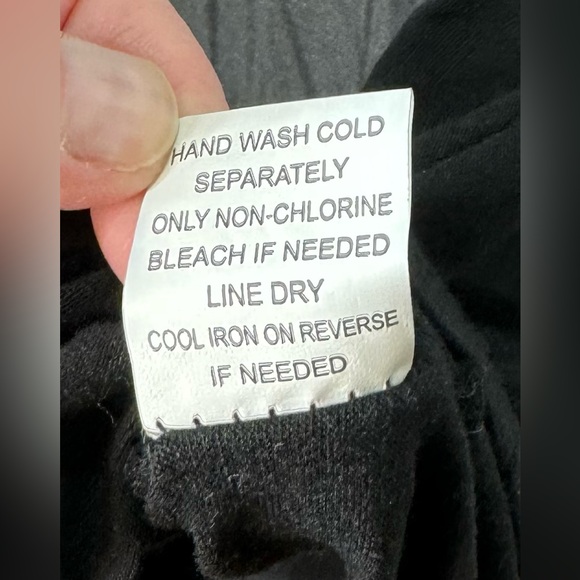 HAND WASH COLD
SEPARATELY
ONLY NON-CHLORINE
BLEACH IF NEEDED
LINE DRY
COOL IRON ON REVERSE
IF NEEDED